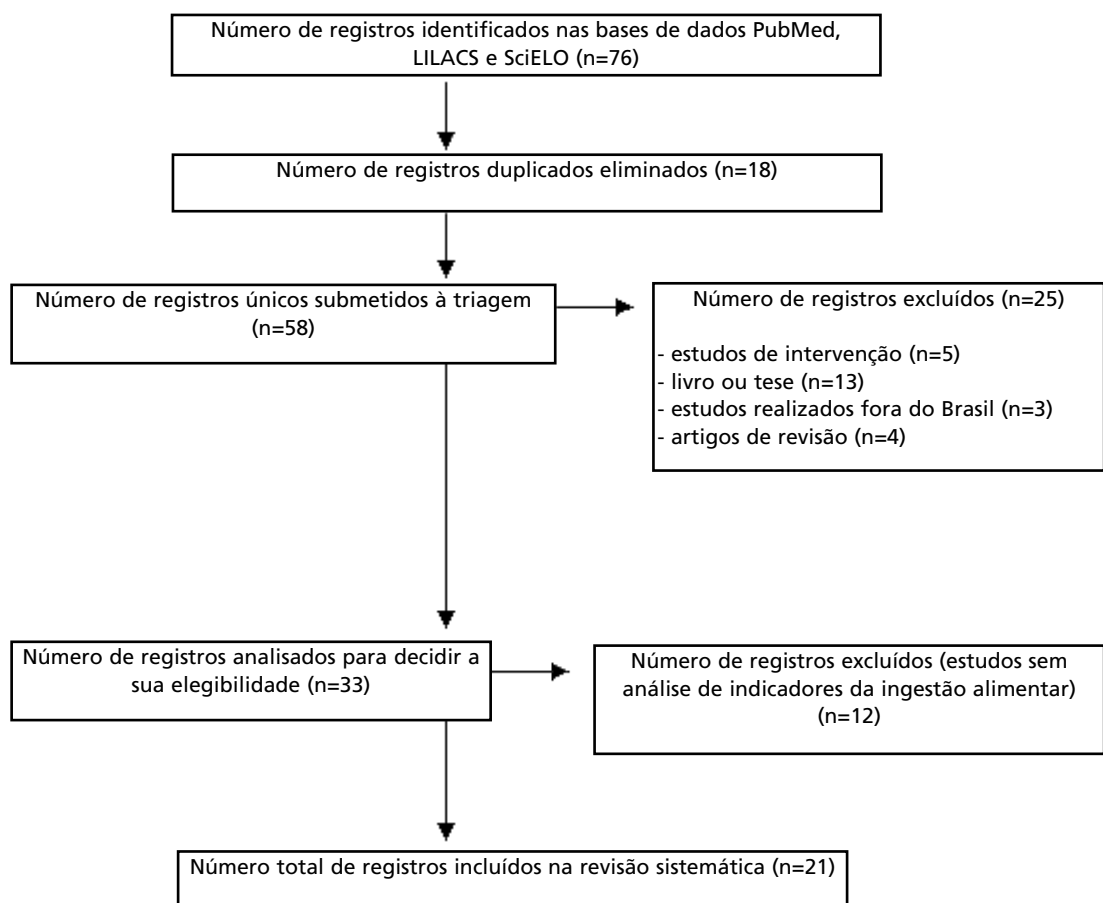 Número de registros identificados nas bases de dados PubMed,
LILACS e SciELO (n=76)
Número de registros duplicados eliminados (n=18)
Número de registros únicos submetidos à triagem
(n=58)
Número de registros excluídos (n=25)
- estudos de intervenção (n=5)
- livro ou tese (n=13)
- estudos realizados fora do Brasil (n=3)
- artigos de revisão (n=4)
Número de registros analisados para decidir a
sua elegibilidade (n=33)
Número de registros excluídos (estudos sem
análise de indicadores da ingestão alimentar)
(n=12)
Número total de registros incluídos na revisão sistemática (n=21)